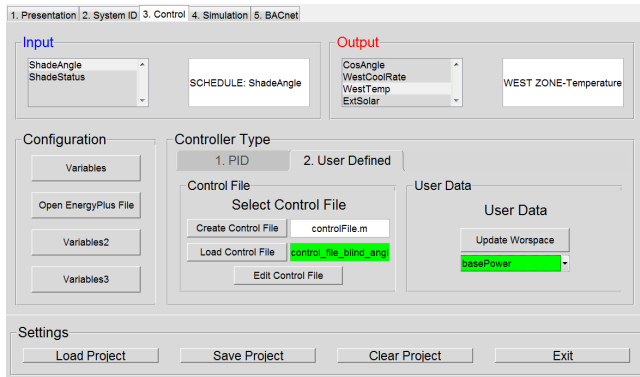 1. Presentation 2. System ID 3. Control 4. Simulation 5. BACnet
Input
ShadeAngle
ShadeStatus
SCHEDULE: ShadeAngle
Output
CosAngle
WestCoolRate
WestTemp
ExtSolar
WEST ZONE-Temperature
Configuration
Variables
Open EnergyPlus File
Variables2
Variables3
Controller Type
1. PID 2. User Defined
Control File
Select Control File
Create Control File controlFile.m
Load Control File control_file_blind_angl
Edit Control File
User Data
User Data
Update Worspace
basePower
Settings
Load Project Save Project Clear Project Exit